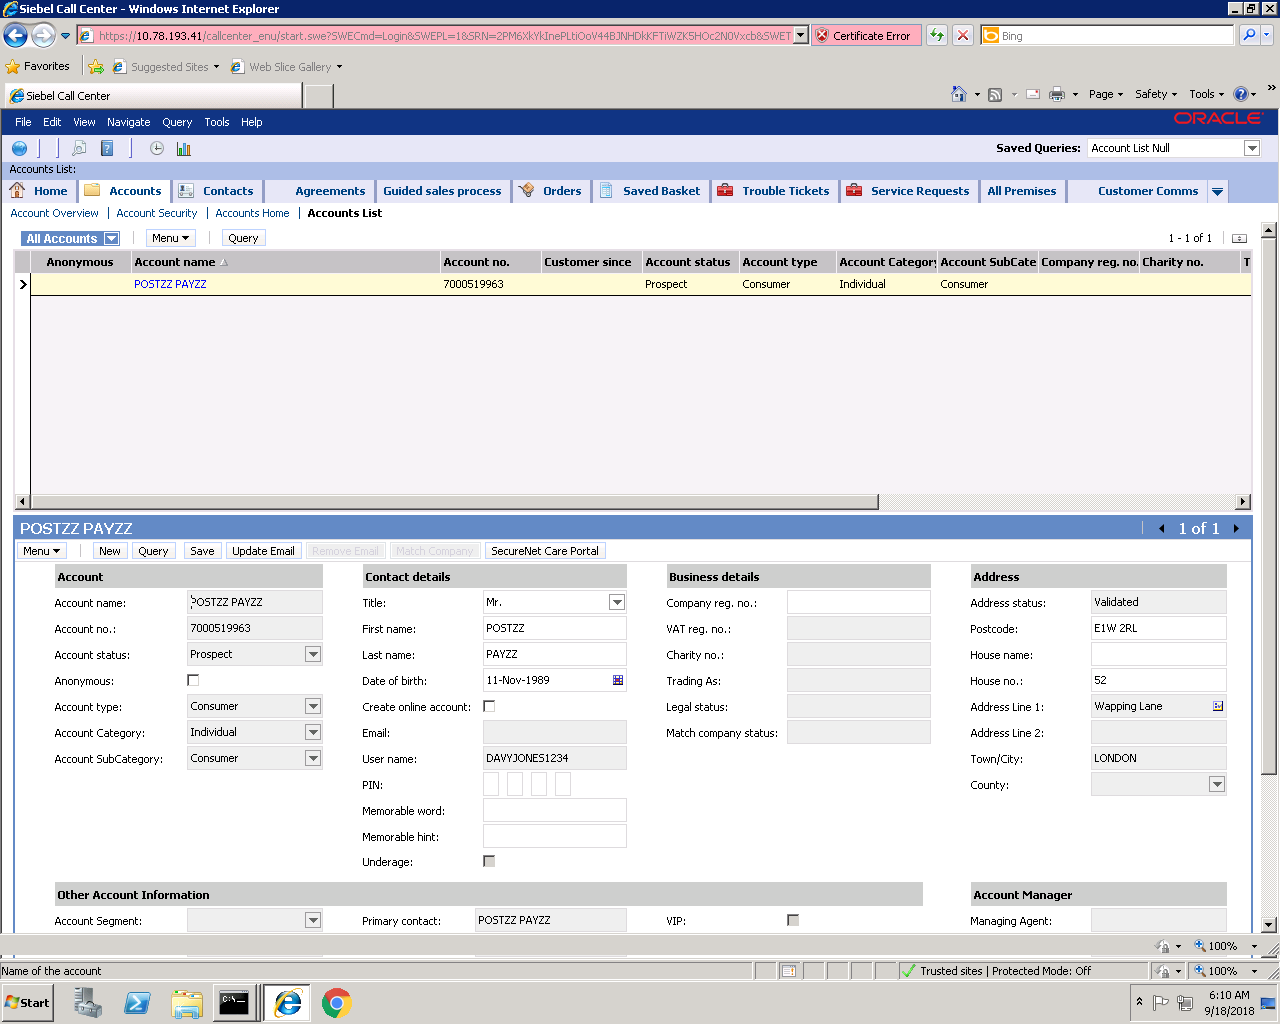 Siebel Call Center - Windows Internet Explorer
https://10.78.193.41/callcenter_enu/start.swe?SWECmd=Login&SWEPL=1&SRN=2PM6XkYkInePLtiOoV44BJNHDkKFTiWZK5HOc2N0Vxcb&SWET
Certificate Error
Bing
Favorites
Suggested Sites
Web Slice Gallery
Siebel Call Center
Page
Safety
Tools
File Edit View Navigate Query Tools Help
ORACLE
Saved Queries: Account List Null
Accounts List:
Home Accounts Contacts Agreements Guided sales process Orders Saved Basket Trouble Tickets Service Requests All Premises Customer Comms
Account Overview | Account Security | Accounts Home | Accounts List
All Accounts Menu Query 1 - 1 of 1
Anonymous Account name Account no. Customer since Account status Account type Account Category Account SubCate Company reg. no. Charity no. T
POSTZZ PAYZZ 7000519963 Prospect Consumer Individual Consumer
POSTZZ PAYZZ 1 of 1
Menu New Query Save Update Email Remove Email Match Company SecureNet Care Portal
Account Contact details Business details Address
Account name: POSTZZ PAYZZ Title: Mr. Company reg. no.: Address status: Validated
Account no.: 7000519963 First name: POSTZZ VAT reg. no.: Postcode: E1W 2RL
Account status: Prospect Last name: PAYZZ Charity no.: House name:
Anonymous: Date of birth: 11-Nov-1989 Trading As: House no.: 52
Account type: Consumer Create online account: Legal status: Address Line 1: Wapping Lane
Account Category: Individual Email: Match company status: Address Line 2:
Account SubCategory: Consumer User name: DAVYJONES1234 Town/City: LONDON
PIN: County:
Memorable word:
Memorable hint:
Underage:
Other Account Information Account Manager
Account Segment: Primary contact: POSTZZ PAYZZ VIP: Managing Agent:
100%
Name of the account Trusted sites | Protected Mode: Off 100%
Start
6:10 AM
9/18/2018